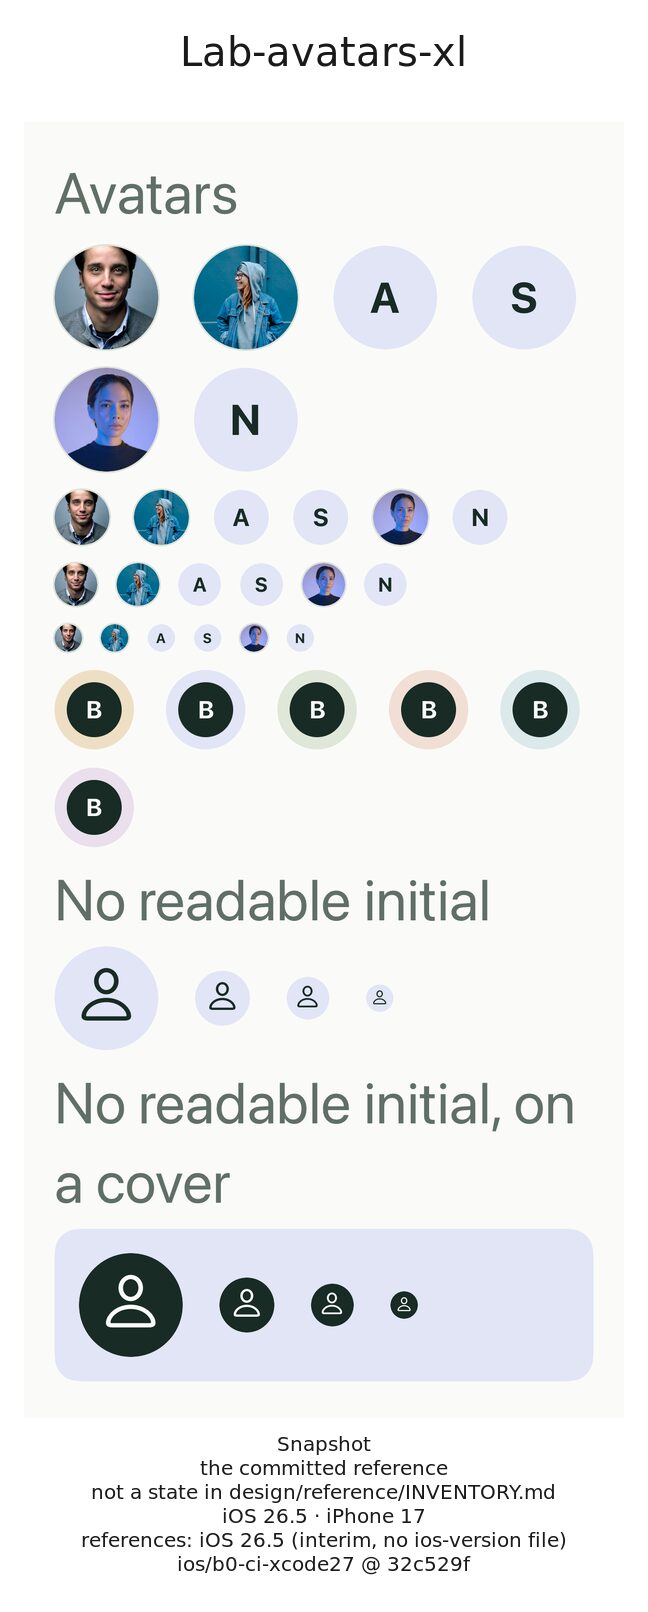 Lab-avatars-xl
Avatars
A S
N
A S N
A S N
A S N
B B B B B
B
No readable initial
No readable initial, on
a cover
Snapshot
the committed reference
not a state in design/reference/INVENTORY.md
iOS 26.5 · iPhone 17
references: iOS 26.5 (interim, no ios-version file)
ios/b0-ci-xcode27 @ 32c529f